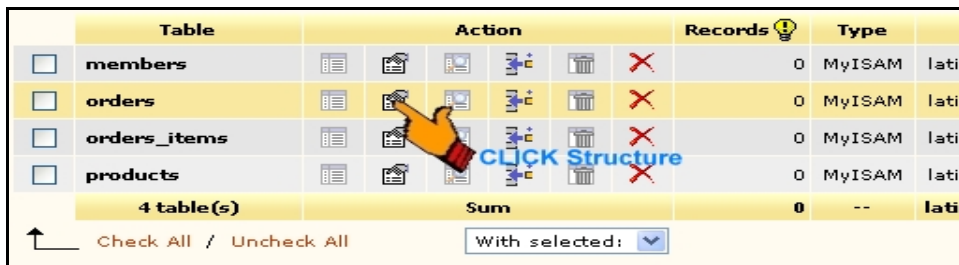 Table Action Records Type
members 0 MyISAM lati
orders 0 MyISAM lati
orders_items 0 MyISAM lati
CLICK Structure
products 0 MyISAM lati
4 table(s) Sum 0 -- lati
Check All / Uncheck All With selected: